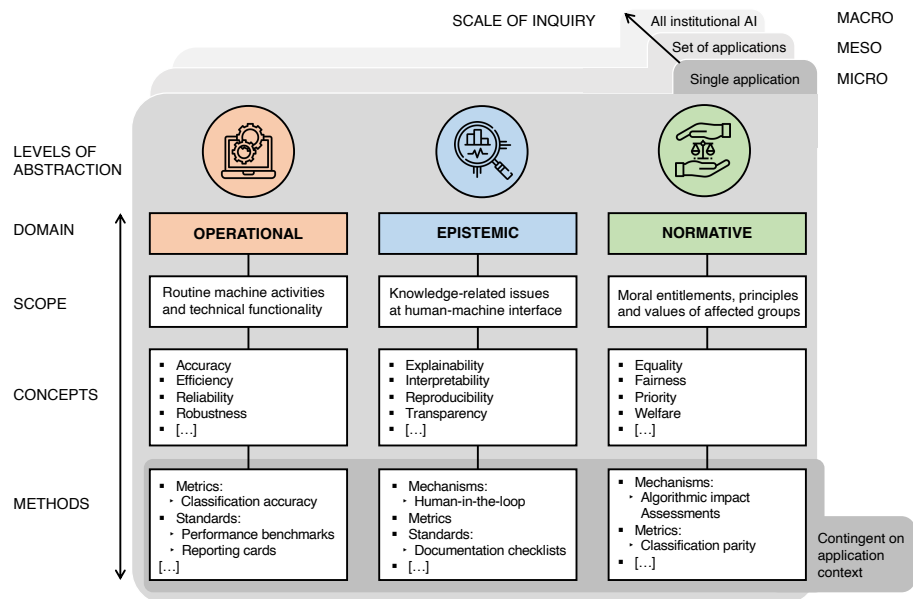 SCALE OF INQUIRY
All institutional AI
MACRO
Set of applications
MESO
Single application
MICRO
LEVELS OF
ABSTRACTION
DOMAIN
OPERATIONAL
EPISTEMIC
NORMATIVE
SCOPE
Routine machine activities
and technical functionality
Knowledge-related issues
at human-machine interface
Moral entitlements, principles
and values of affected groups
CONCEPTS
▪ Accuracy
▪ Efficiency
▪ Reliability
▪ Robustness
▪ […]
▪ Explainability
▪ Interpretability
▪ Reproducibility
▪ Transparency
▪ […]
▪ Equality
▪ Fairness
▪ Priority
▪ Welfare
▪ […]
METHODS
▪ Metrics:
‣ Classification accuracy
▪ Standards:
‣ Performance benchmarks
‣ Reporting cards
[…]
▪ Mechanisms:
‣ Human-in-the-loop
▪ Metrics
▪ Standards:
‣ Documentation checklists
▪ […]
▪ Mechanisms:
‣ Algorithmic impact
Assessments
▪ Metrics:
‣ Classification parity
▪ […]
Contingent on
application
context